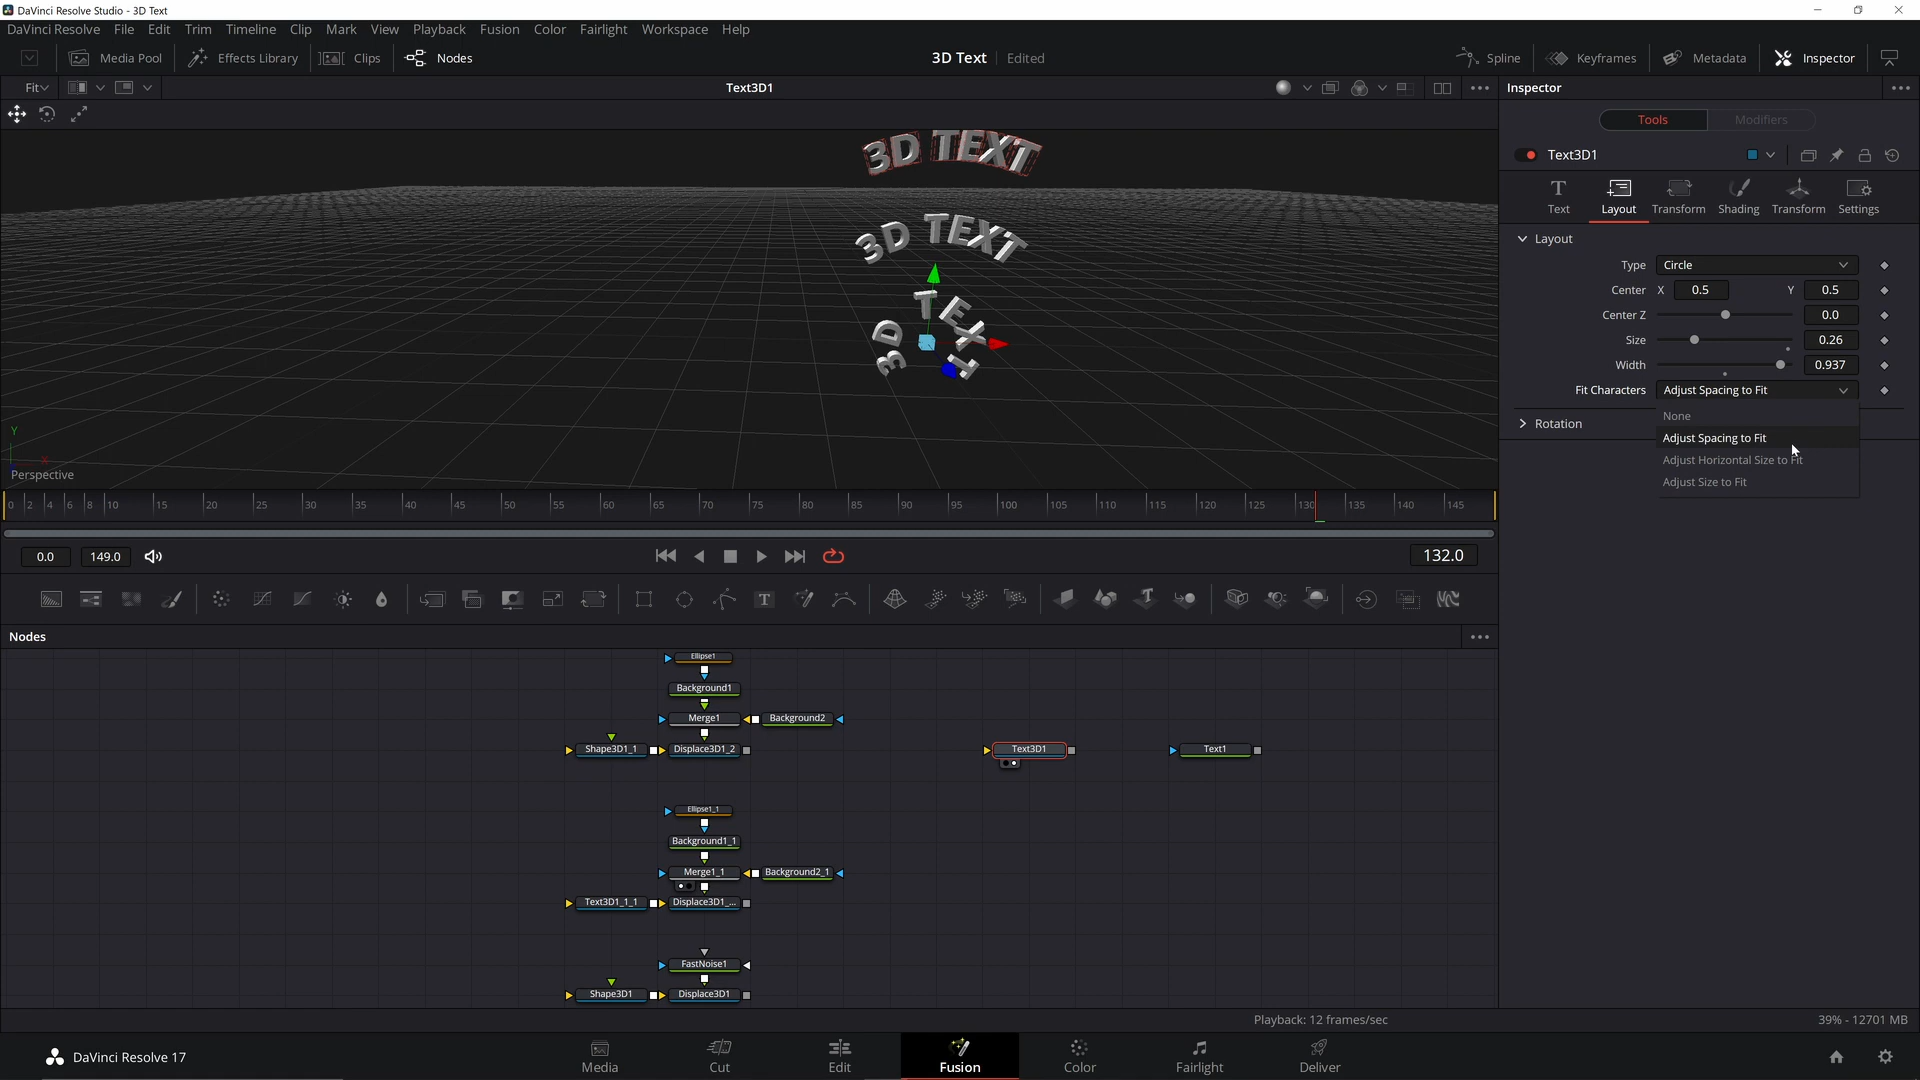 DaVinci Resolve Studio - 3D Text
DaVinci Resolve File Edit Trim Timeline Clip Mark View Playback Fusion Color Fairlight Workspace Help
Media Pool Effects Library Clips Nodes 3D Text Edited Spline Keyframes Metadata Inspector
Fit Text3D1 Inspector
Tools Modifiers
3D TEXT
Text3D1
Text Layout Transform Shading Transform Settings
3D TEXT
Layout
Type Circle
Center X 0.5 Y 0.5
Center Z 0.0
3D TEXT
Size 0.26
Width 0.937
Fit Characters Adjust Spacing to Fit
None
Rotation
Adjust Spacing to Fit
Adjust Horizontal Size to Fit
Adjust Size to Fit
Y
X
Perspective
0 2 4 6 8 10 15 20 25 30 35 40 45 50 55 60 65 70 75 80 85 90 95 100 105 110 115 120 125 130 135 140 145
0.0 149.0 132.0
T
Nodes
Ellipse1
Background1
Merge1 Background2
Shape3D1_1 Displace3D1_2 Text3D1 Text1
Ellipse1_1
Background1_1
Merge1_1 Background2_1
Text3D1_1_1 Displace3D1_...
FastNoise1
Shape3D1 Displace3D1
Playback: 12 frames/sec 39% - 12701 MB
DaVinci Resolve 17 Media Cut Edit Fusion Color Fairlight Deliver